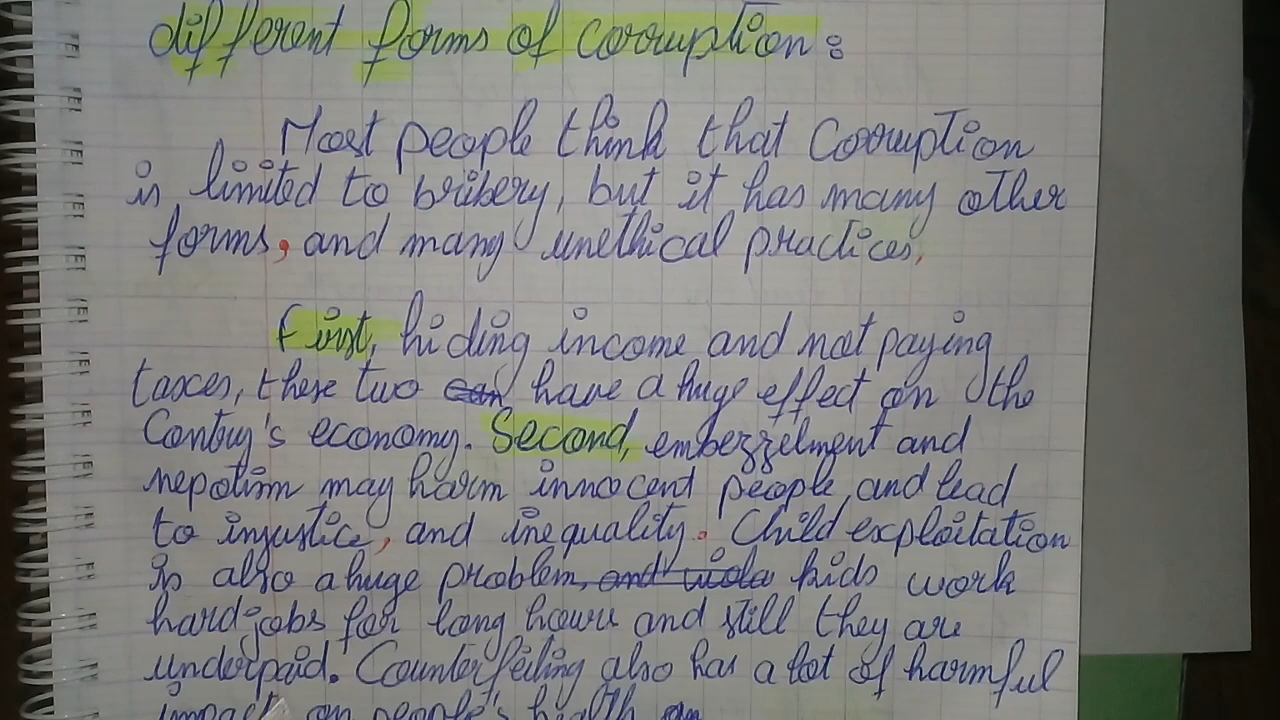 different forms of corruption :
Most people think that Corruption
is limited to bribery, but it has many other
forms, and many unethical practices.
First, hiding income and not paying
taxes, these two have a huge effect on the
Contry's economy. Second, embezzelment and
nepotism may harm innocent people, and lead
to injustice, and inequality. Child exploitation
is also a huge problem, kids work
hard jobs for long hours and still they are
underpaid. Counterfeiting also has a lot of harmful
impact on people's health